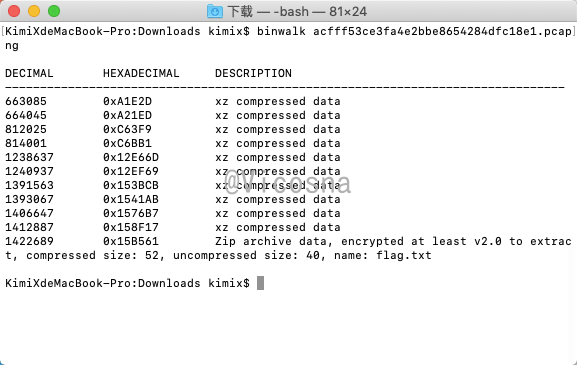 下载 — -bash — 81×24
[KimiXdeMacBook-Pro:Downloads kimix$ binwalk acfff53ce3fa4e2bbe8654284dfc18e1.pcap]
ng
DECIMAL HEXADECIMAL DESCRIPTION
--------------------------------------------------------------------------------
663085 0xA1E2D xz compressed data
664045 0xA21ED xz compressed data
812025 0xC63F9 xz compressed data
814001 0xC6BB1 xz compressed data
1238637 0x12E66D xz compressed data
1240937 0x12EF69 xz compressed data
1391563 0x153BCB xz compressed data
1393067 0x1541AB xz compressed data
1406647 0x1576B7 xz compressed data
1412887 0x158F17 xz compressed data
1422689 0x15B561 Zip archive data, encrypted at least v2.0 to extrac
t, compressed size: 52, uncompressed size: 40, name: flag.txt
KimiXdeMacBook-Pro:Downloads kimix$
@Vicosna